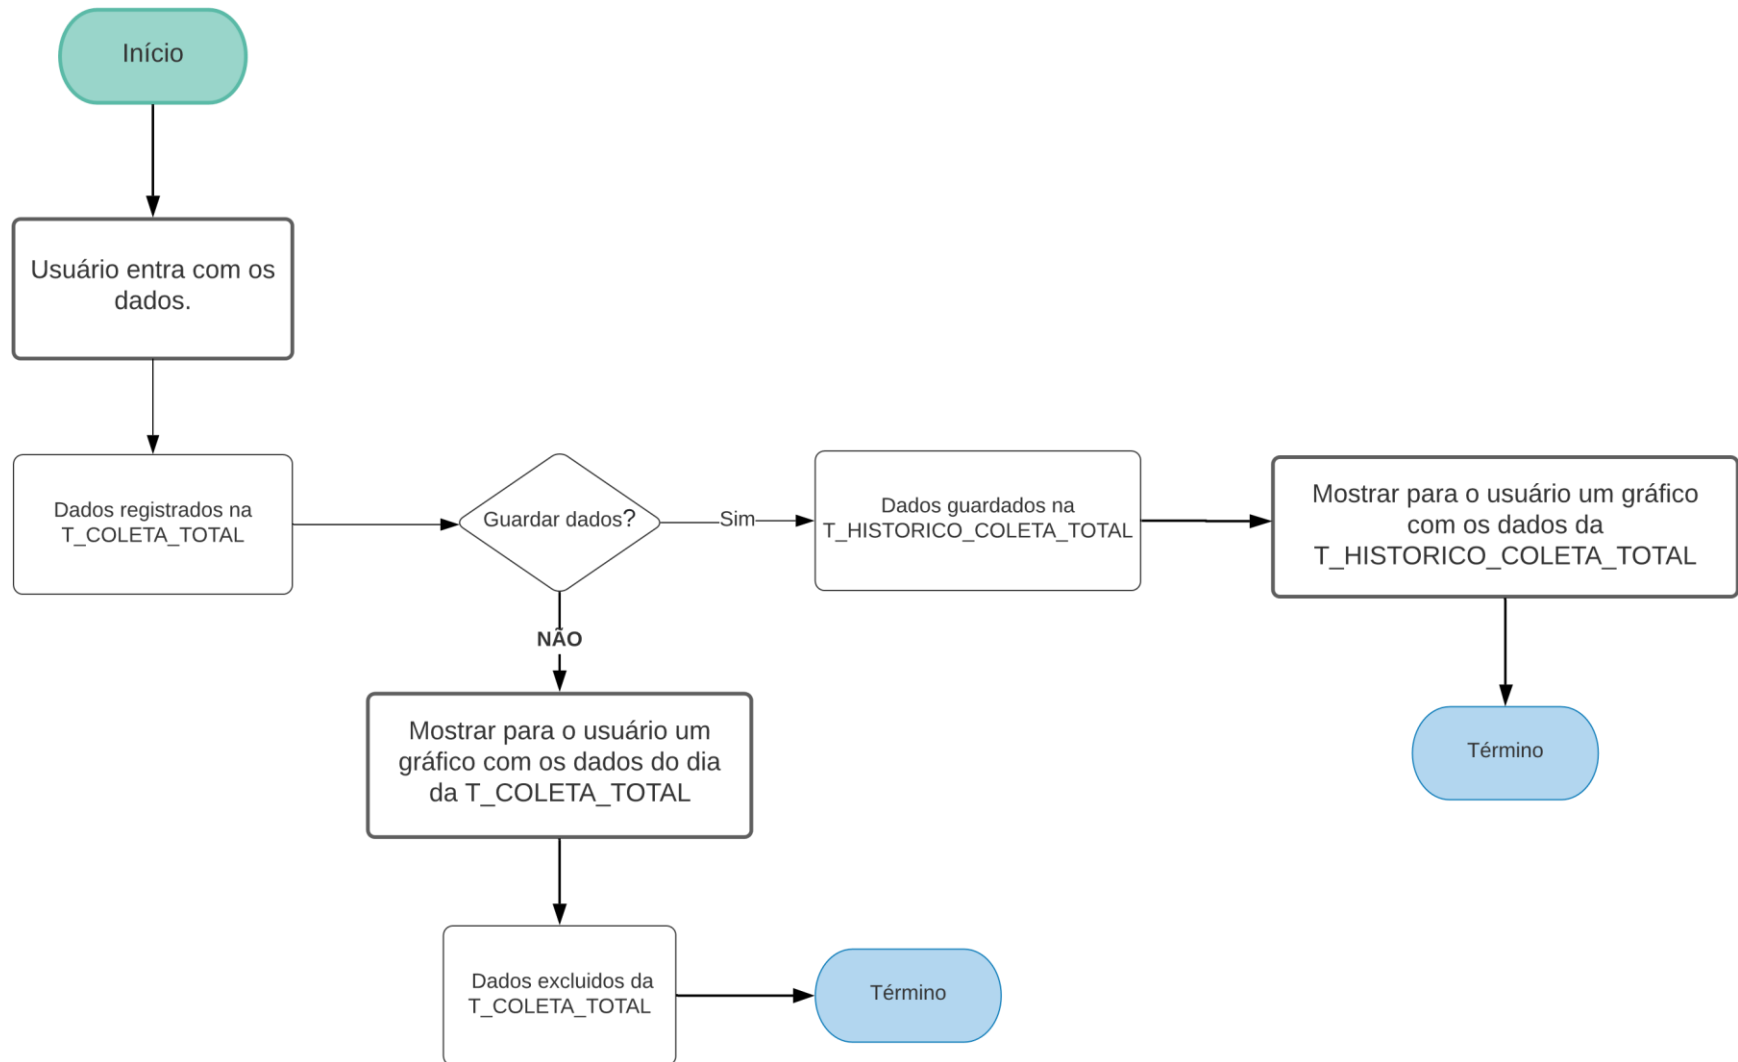 Início
Usuário entra com os
dados.
Dados registrados na
T_COLETA_TOTAL
Guardar dados?
Sim
Dados guardados na
T_HISTORICO_COLETA_TOTAL
Mostrar para o usuário um gráfico
com os dados da
T_HISTORICO_COLETA_TOTAL
Término
NÃO
Mostrar para o usuário um
gráfico com os dados do dia
da T_COLETA_TOTAL
Dados excluidos da
T_COLETA_TOTAL
Término